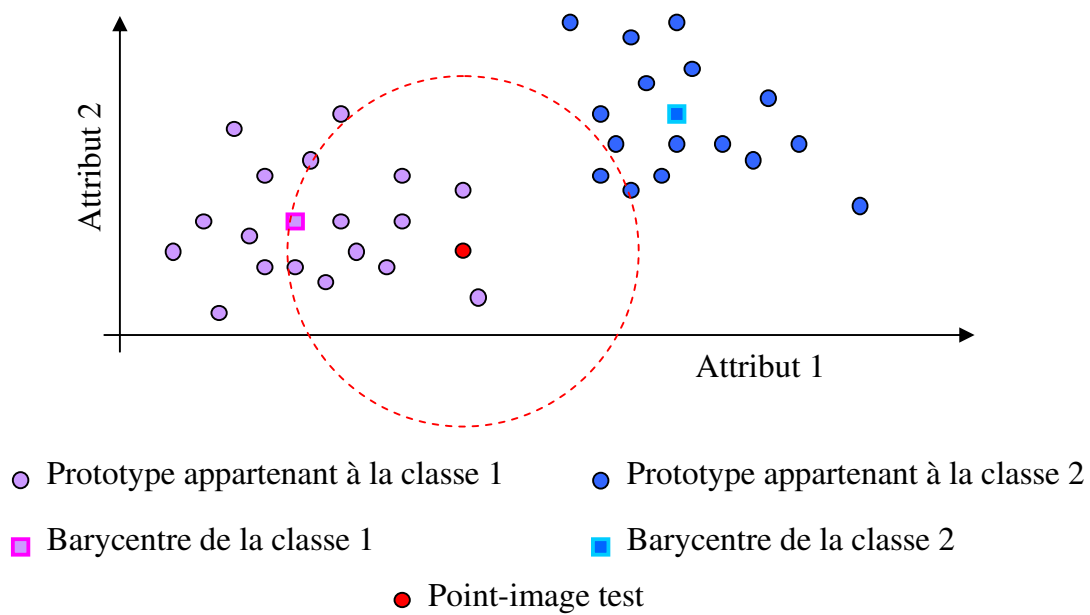 Attribut 2
Attribut 1
Prototype appartenant à la classe 1
Prototype appartenant à la classe 2
Barycentre de la classe 1
Barycentre de la classe 2
Point-image test